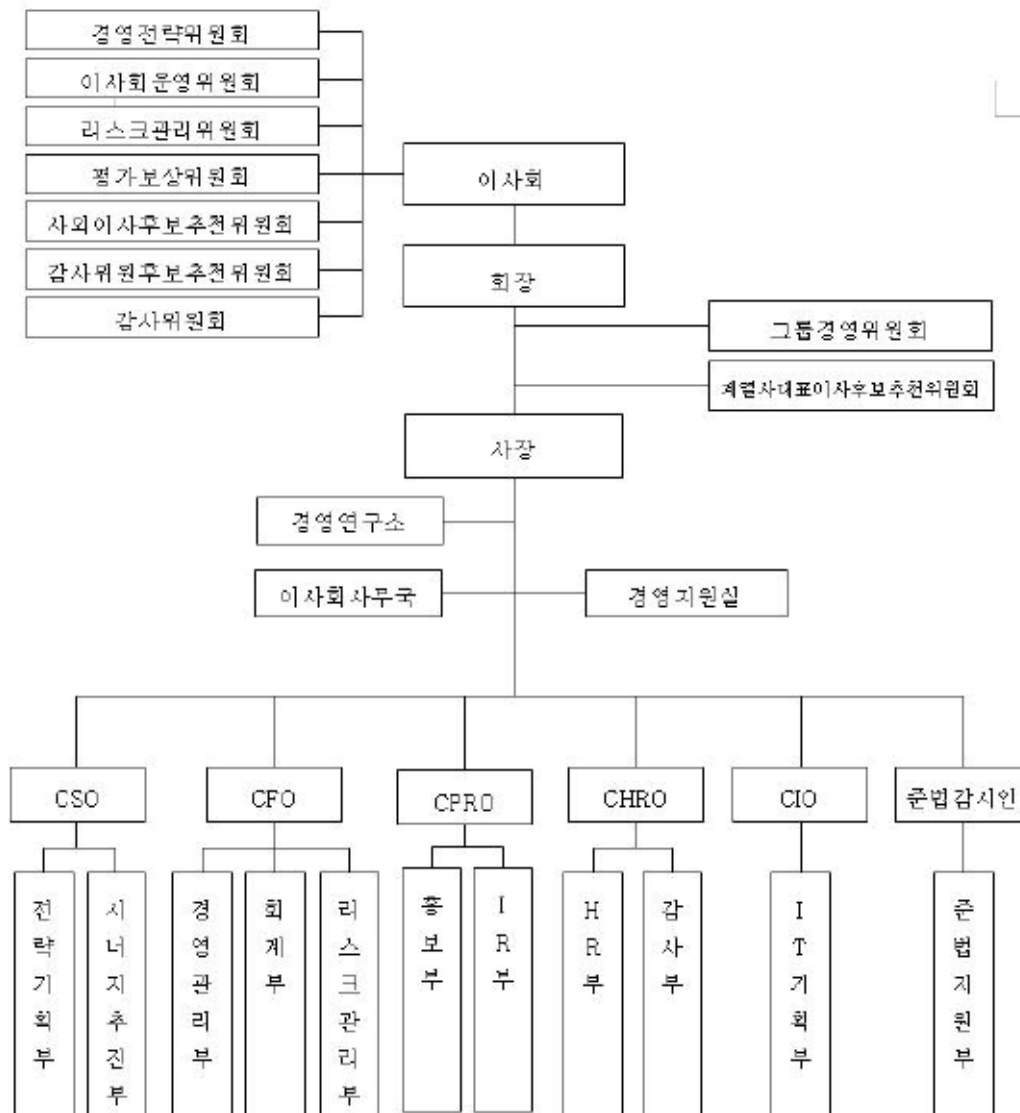 경영전략위원회
이사회운영위원회
리스크관리위원회
평가보상위원회
사외이사후보추천위원회
감사위원후보추천위원회
감사위원회
이사회
회장
그룹경영위원회
계열사대표이사후보추천위원회
사장
경영연구소
이사회사무국
경영지원실
CSO
CFO
CPRO
CHRO
CIO
준법감시인
전략기획부
시너지추진부
경영관리부
회계부
리스크관리부
홍보부
IR부
HR부
감사부
IT기획부
준법지원부